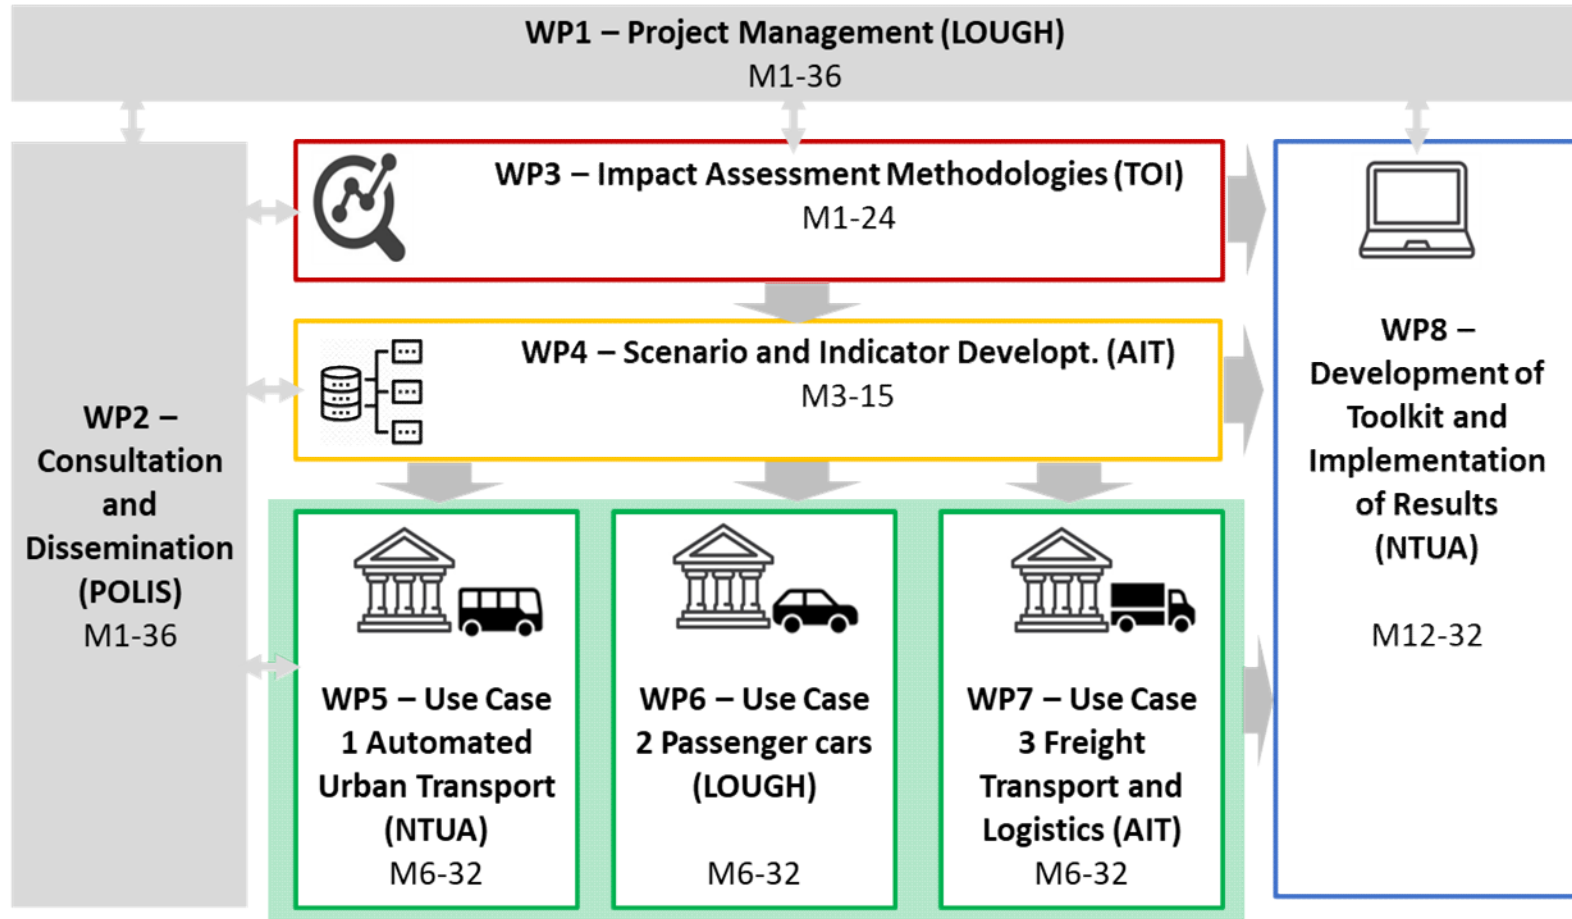 WP1 – Project Management (LOUGH)
M1-36
WP2 –
Consultation
and
Dissemination
(POLIS)
M1-36
WP3 – Impact Assessment Methodologies (TOI)
M1-24
WP4 – Scenario and Indicator Developt. (AIT)
M3-15
WP5 – Use Case
1 Automated
Urban Transport
(NTUA)
M6-32
WP6 – Use Case
2 Passenger cars
(LOUGH)
M6-32
WP7 – Use Case
3 Freight
Transport and
Logistics (AIT)
M6-32
WP8 –
Development of
Toolkit and
Implementation
of Results
(NTUA)
M12-32